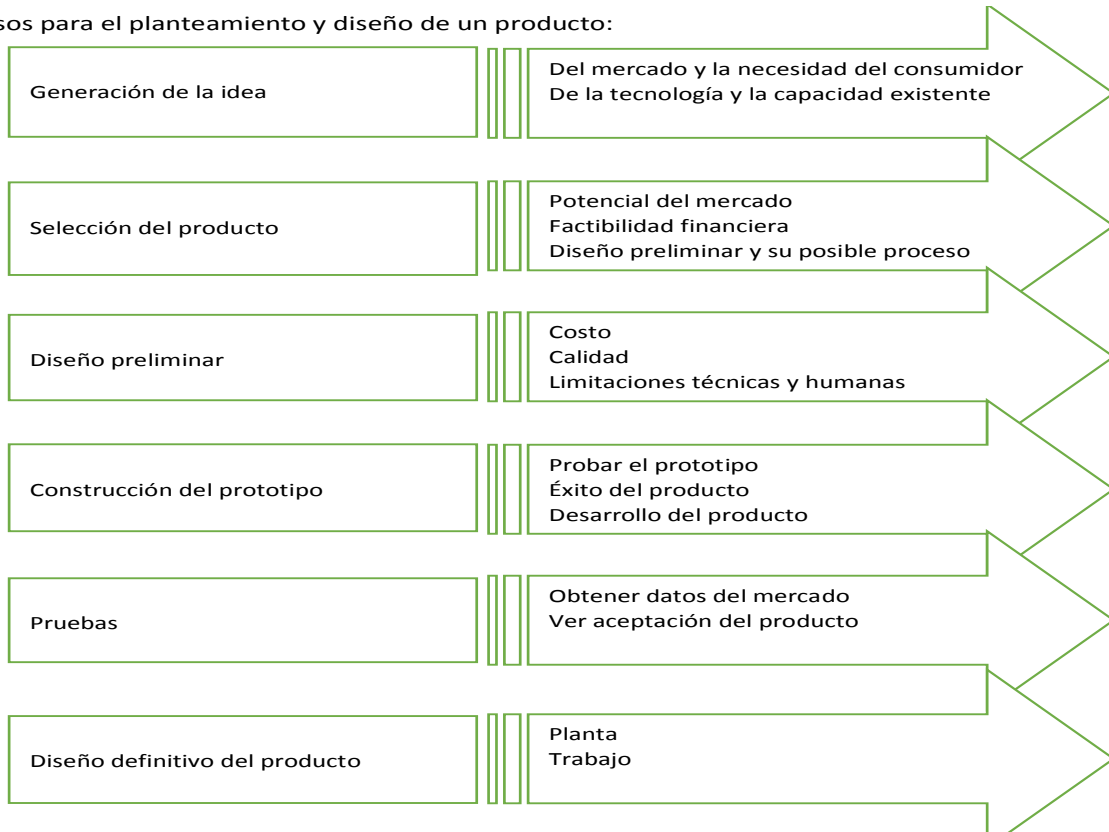 sos para el planteamiento y diseño de un producto:
Generación de la idea
Del mercado y la necesidad del consumidor
De la tecnología y la capacidad existente
Selección del producto
Potencial del mercado
Factibilidad financiera
Diseño preliminar y su posible proceso
Diseño preliminar
Costo
Calidad
Limitaciones técnicas y humanas
Construcción del prototipo
Probar el prototipo
Éxito del producto
Desarrollo del producto
Pruebas
Obtener datos del mercado
Ver aceptación del producto
Diseño definitivo del producto
Planta
Trabajo